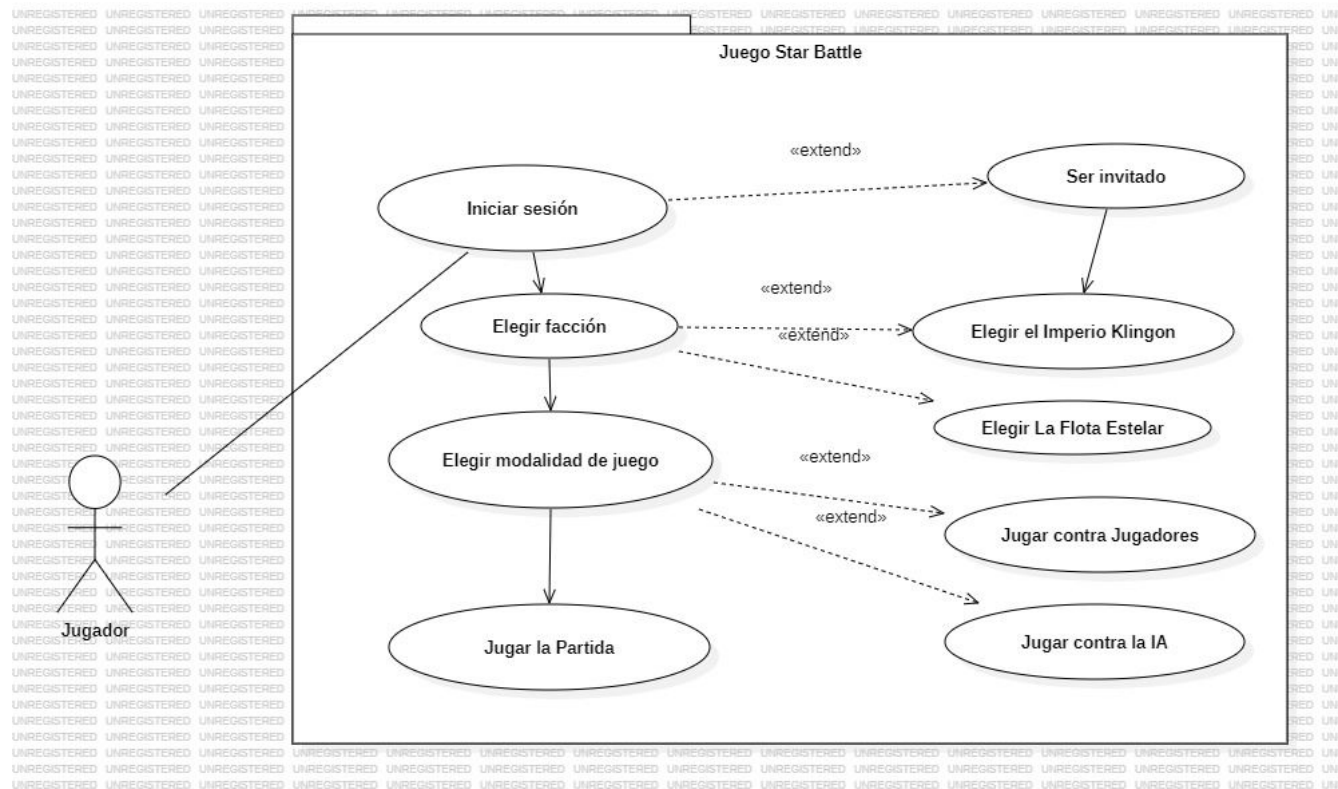 Juego Star Battle
«extend»
Iniciar sesión
Ser invitado
«extend»
Elegir facción
«extend»
Elegir el Imperio Klingon
Elegir La Flota Estelar
Elegir modalidad de juego
«extend»
«extend»
Jugar contra Jugadores
Jugador
Jugar la Partida
Jugar contra la IA
UNREGISTERED